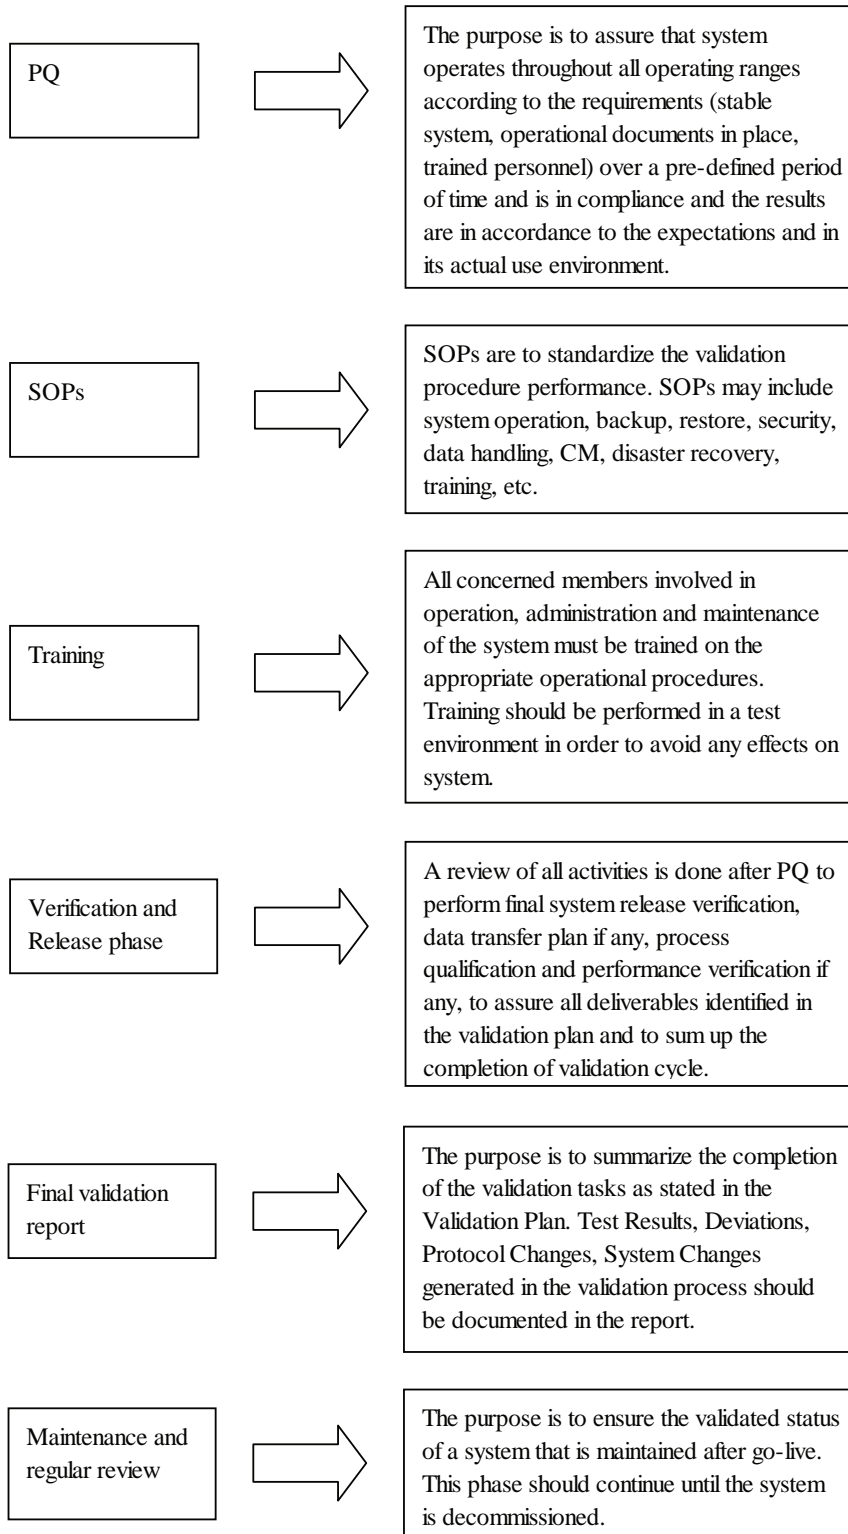 PQ
The purpose is to assure that system
operates throughout all operating ranges
according to the requirements (stable
system, operational documents in place,
trained personnel) over a pre-defined period
of time and is in compliance and the results
are in accordance to the expectations and in
its actual use environment.
SOPs
SOPs are to standardize the validation
procedure performance. SOPs may include
system operation, backup, restore, security,
data handling, CM, disaster recovery,
training, etc.
Training
All concerned members involved in
operation, administration and maintenance
of the system must be trained on the
appropriate operational procedures.
Training should be performed in a test
environment in order to avoid any effects on
system.
Verification and
Release phase
A review of all activities is done after PQ to
perform final system release verification,
data transfer plan if any, process
qualification and performance verification if
any, to assure all deliverables identified in
the validation plan and to sum up the
completion of validation cycle.
Final validation
report
The purpose is to summarize the completion
of the validation tasks as stated in the
Validation Plan. Test Results, Deviations,
Protocol Changes, System Changes
generated in the validation process should
be documented in the report.
Maintenance and
regular review
The purpose is to ensure the validated status
of a system that is maintained after go-live.
This phase should continue until the system
is decommissioned.